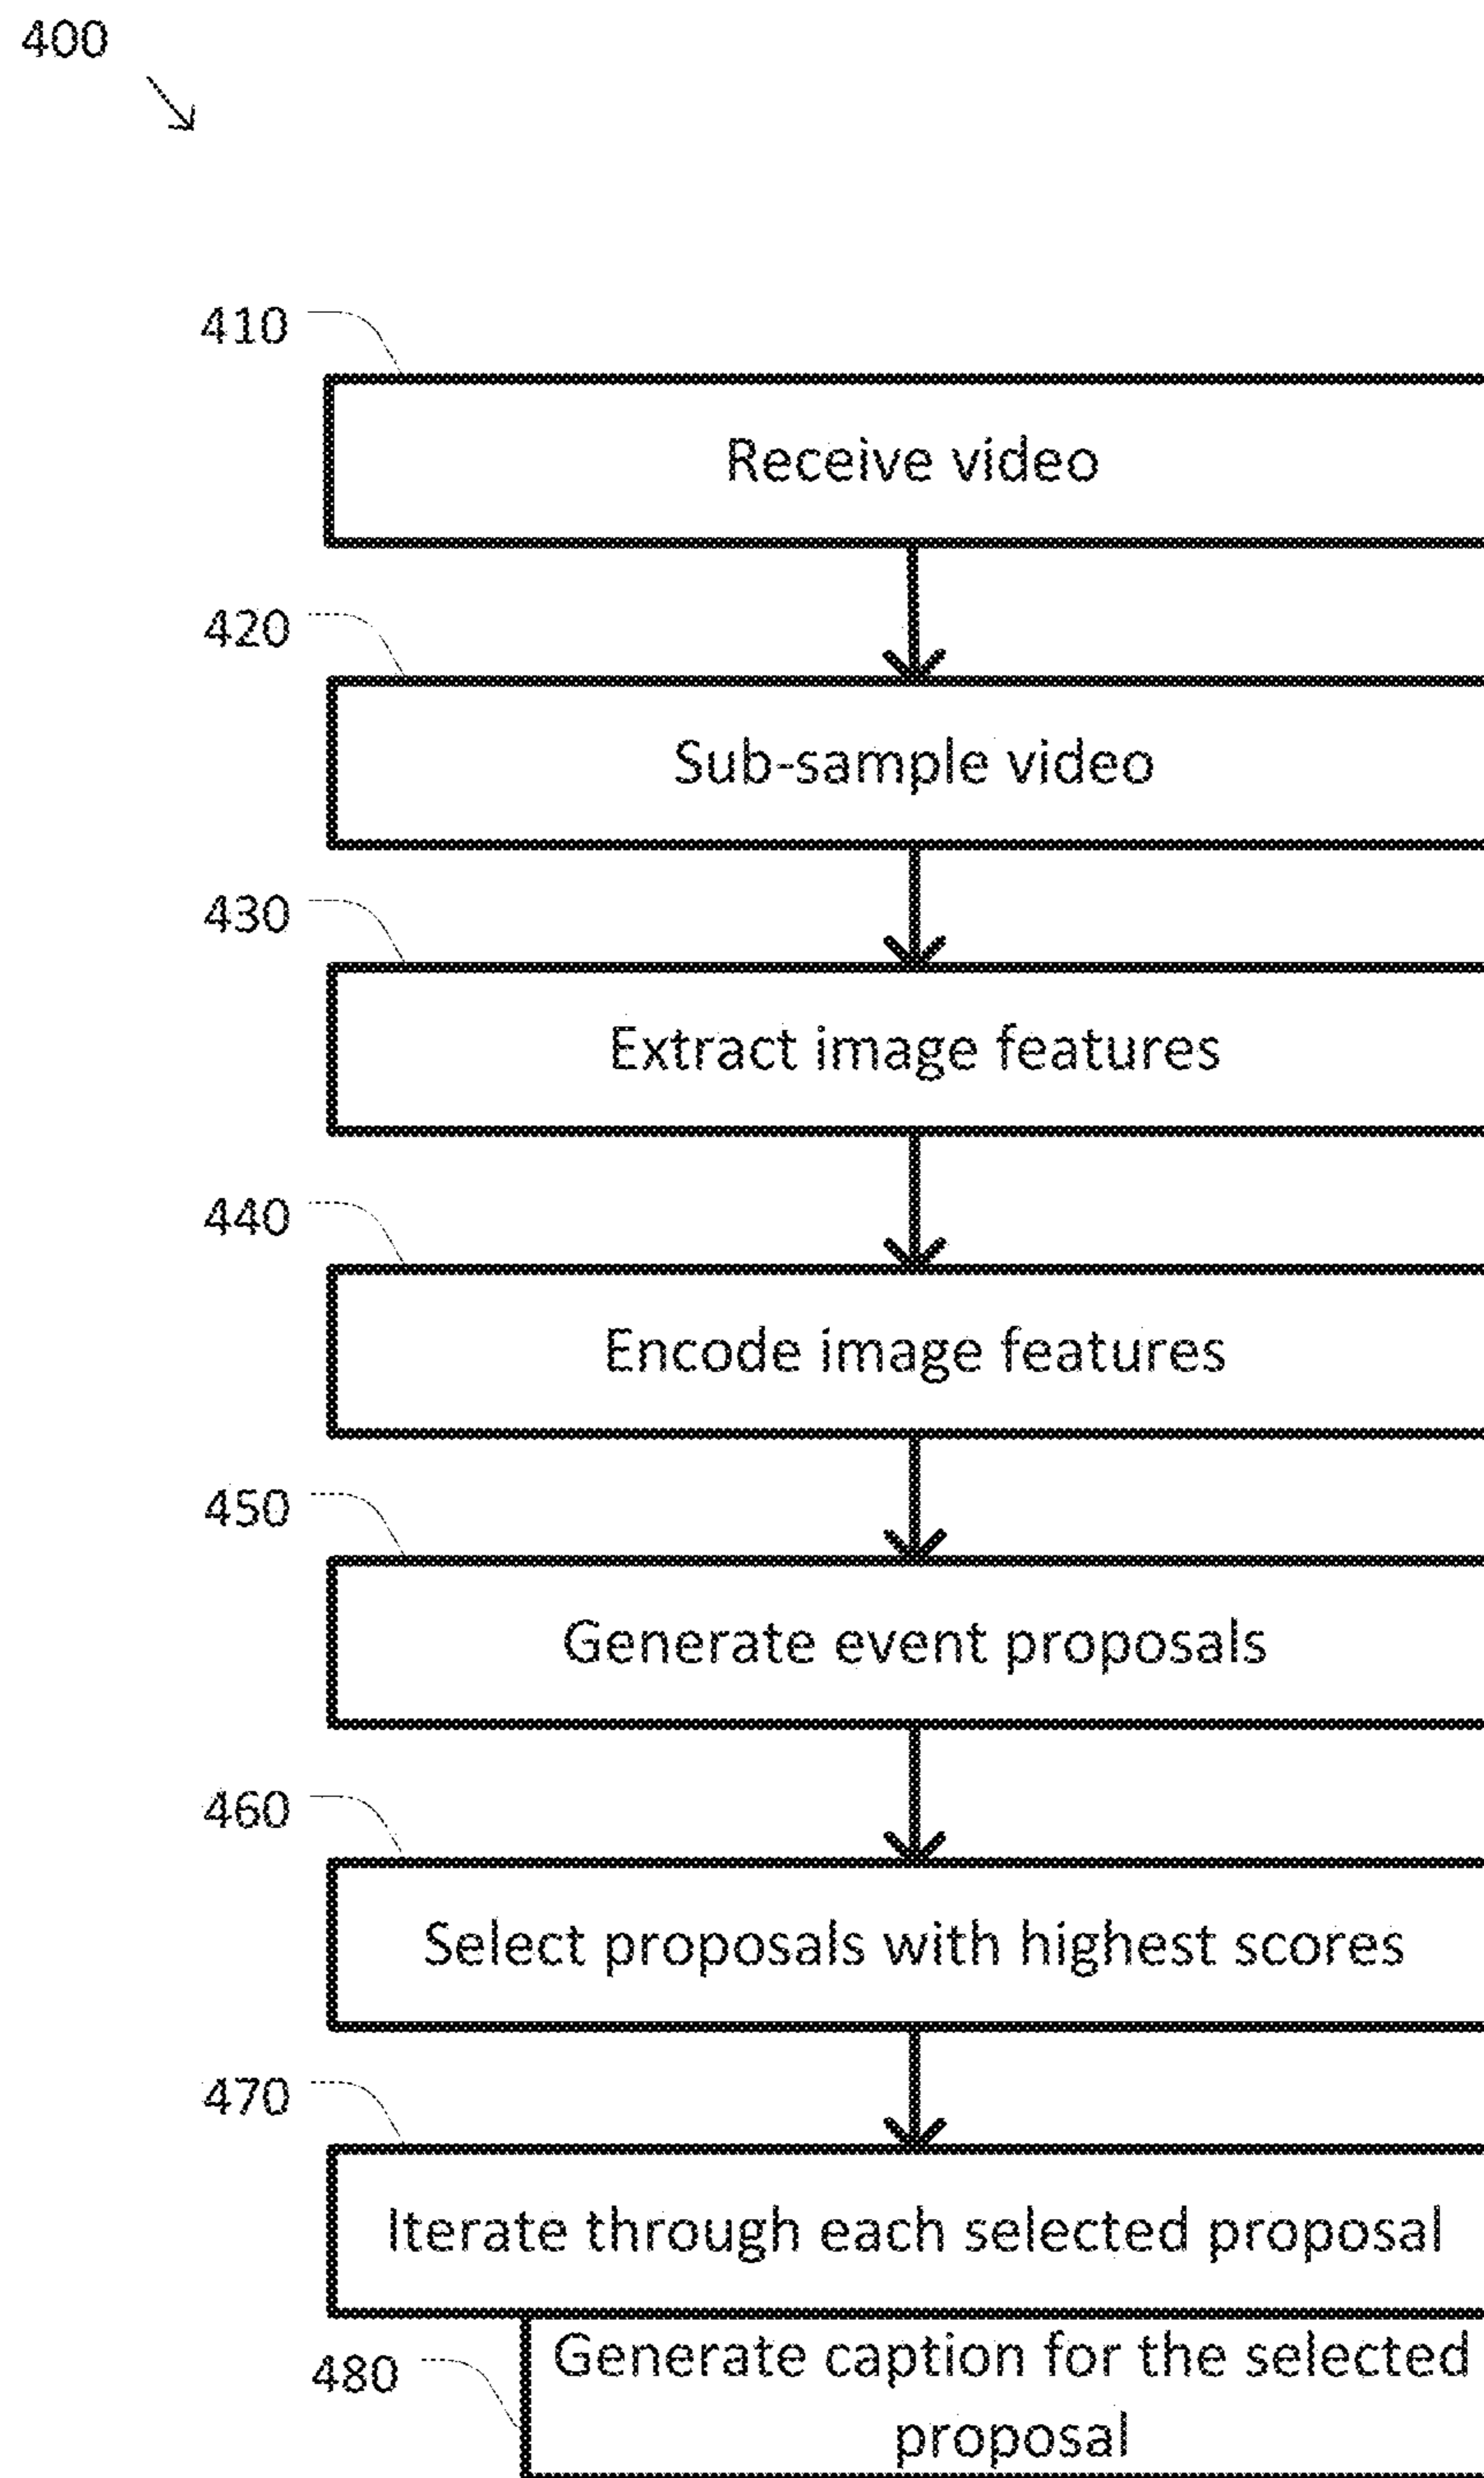 400
410
Receive video
420
Sub-sample video
430
Extract image features
440
Encode image features
450
Generate event proposals
460
Select proposals with highest scores
470
Iterate through each selected proposal
480
Generate caption for the selected
proposal